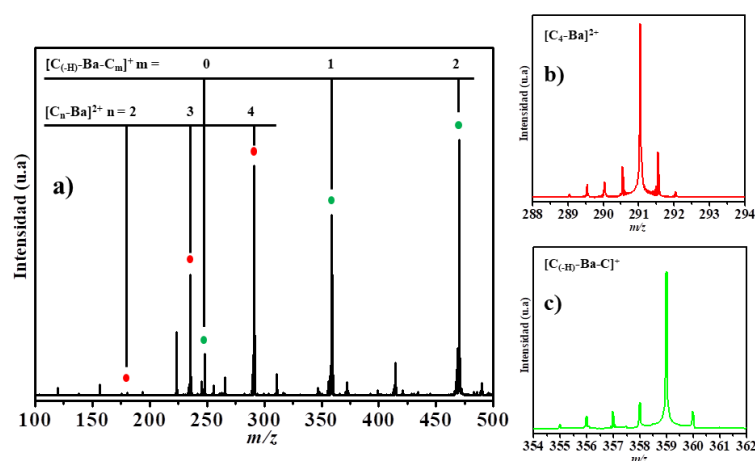 [C(-H)-Ba-Cm]+ m = 0 1 2
[Cn-Ba]2+ n = 2 3 4
a)
Intensidad (u.a)
100 150 200 250 300 350 400 450 500
m/z
[C4-Ba]2+
b)
Intensidad (u.a)
288 289 290 291 292 293 294
m/z
[C(-H)-Ba-C]+
c)
Intensidad (u.a)
354 355 356 357 358 359 360 361 362
m/z